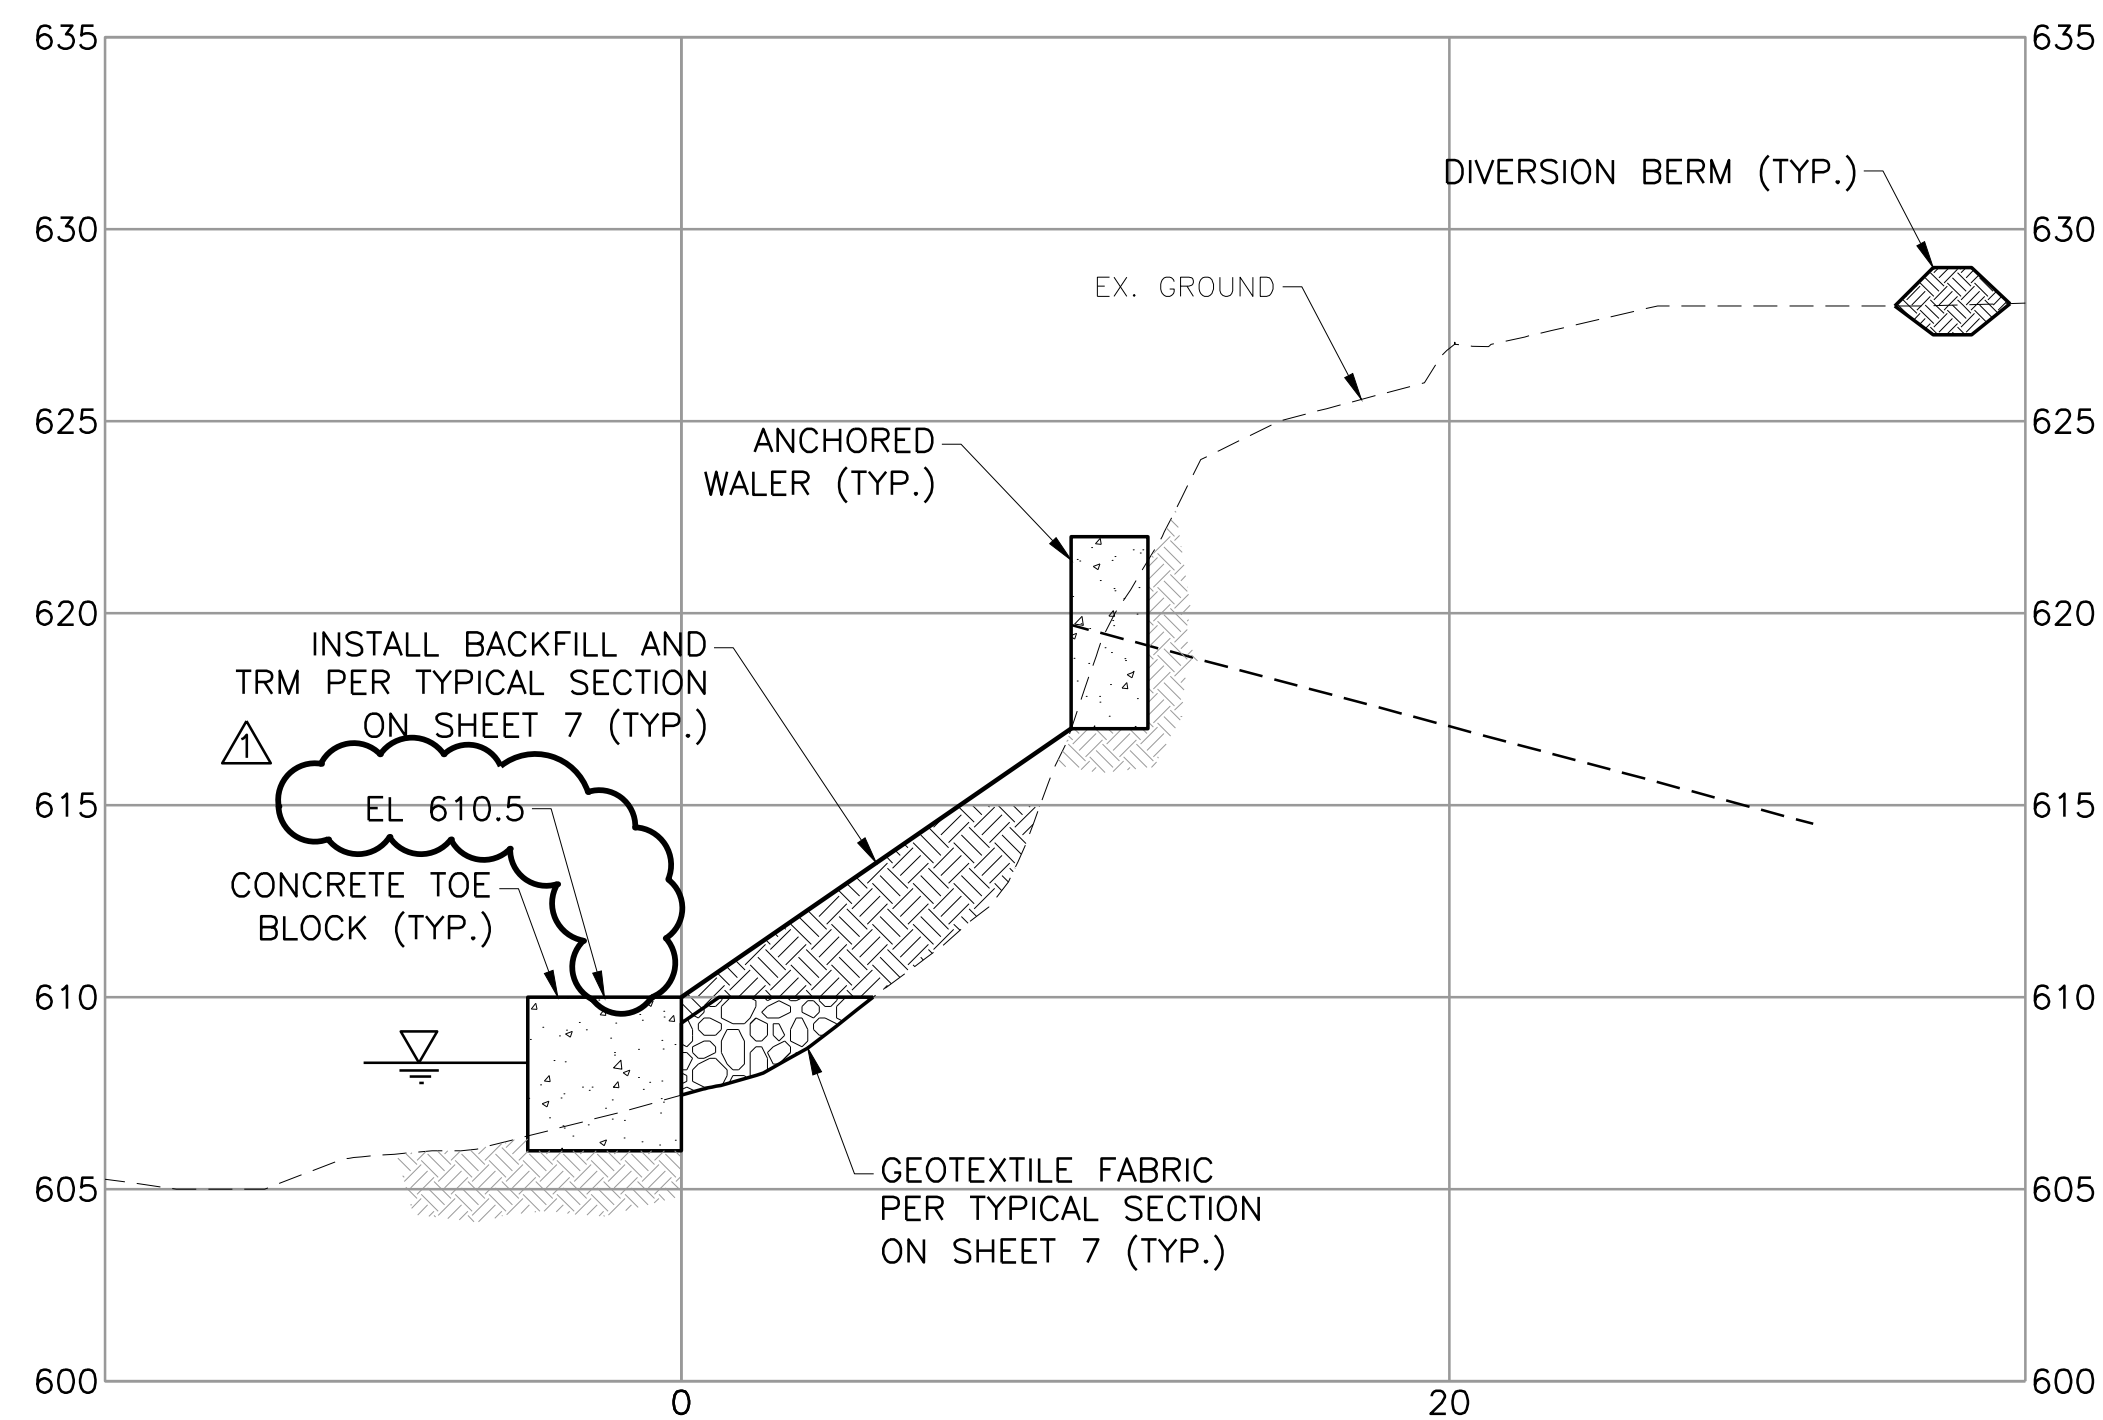 635
635
DIVERSION BERM (TYP.)
630
630
EX. GROUND
625
625
ANCHORED
WALER (TYP.)
620
620
INSTALL BACKFILL AND
TRM PER TYPICAL SECTION
ON SHEET 7 (TYP.)
1
615
615
EL 610.5
CONCRETE TOE
BLOCK (TYP.)
610
610
GEOTEXTILE FABRIC
PER TYPICAL SECTION
ON SHEET 7 (TYP.)
605
605
600
600
0
20